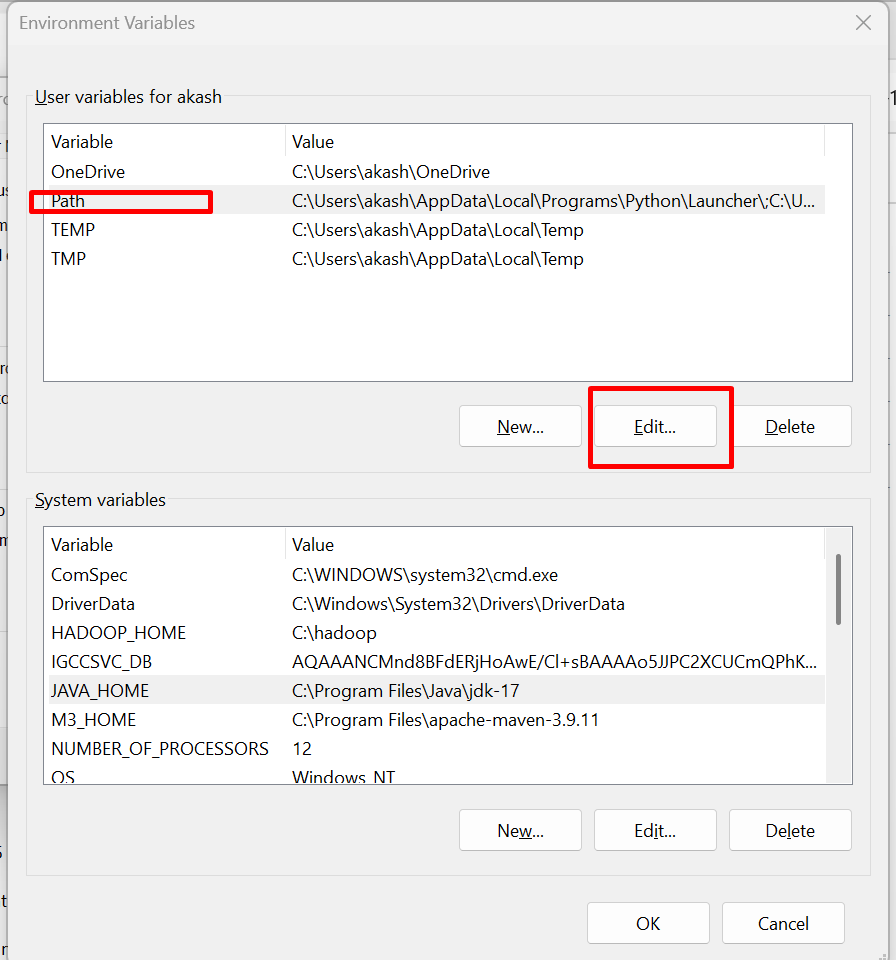 Environment Variables
User variables for akash
Variable Value
OneDrive C:\Users\akash\OneDrive
Path C:\Users\akash\AppData\Local\Programs\Python\Launcher\;C:\U...
TEMP C:\Users\akash\AppData\Local\Temp
TMP C:\Users\akash\AppData\Local\Temp
New... Edit... Delete
System variables
Variable Value
ComSpec C:\WINDOWS\system32\cmd.exe
DriverData C:\Windows\System32\Drivers\DriverData
HADOOP_HOME C:\hadoop
IGCCSVC_DB AQAAANCMnd8BFdERjHoAwE/Cl+sBAAAAo5JJPC2XCUCmQPhK...
JAVA_HOME C:\Program Files\Java\jdk-17
M3_HOME C:\Program Files\apache-maven-3.9.11
NUMBER_OF_PROCESSORS 12
OS Windows_NT
New... Edit... Delete
OK Cancel